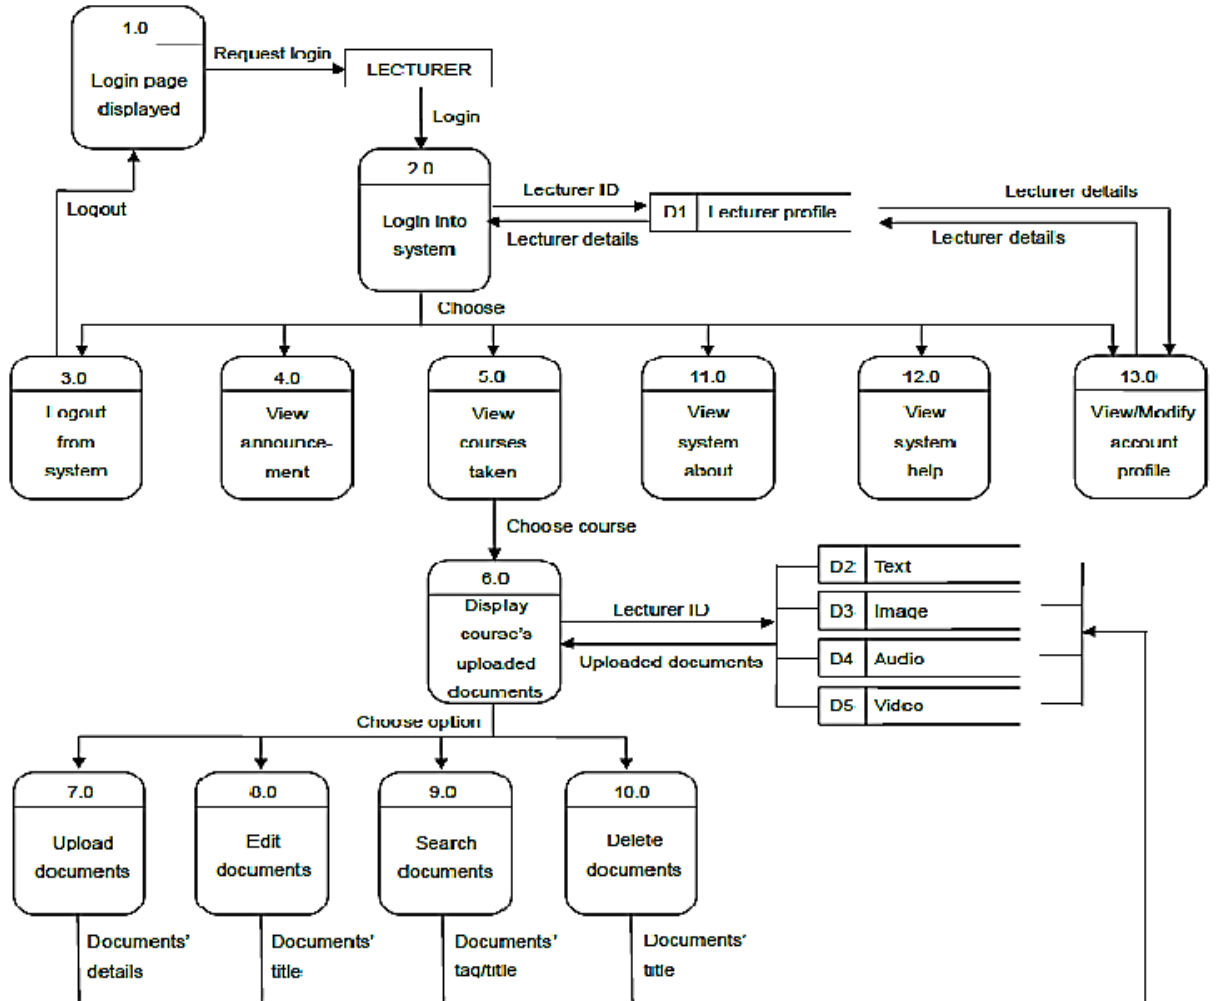 1.0
Login page
displayed
Request login
LECTURER
Login
Logout
2.0
Login into
system
Lecturer ID
Lecturer details
D1 Lecturer profile
Lecturer details
Lecturer details
Choose
3.0
Logout
from
system
4.0
View
announce-
ment
5.0
View
courses
taken
11.0
View
system
about
12.0
View
system
help
13.0
View/Modify
account
profile
Choose course
6.0
Display
course's
uploaded
documents
Lecturer ID
Uploaded documents
D2 Text
D3 Image
D4 Audio
D5 Video
Choose option
7.0
Upload
documents
8.0
Edit
documents
9.0
Search
documents
10.0
Delete
documents
Documents'
details
Documents'
title
Documents'
tag/title
Documents'
title